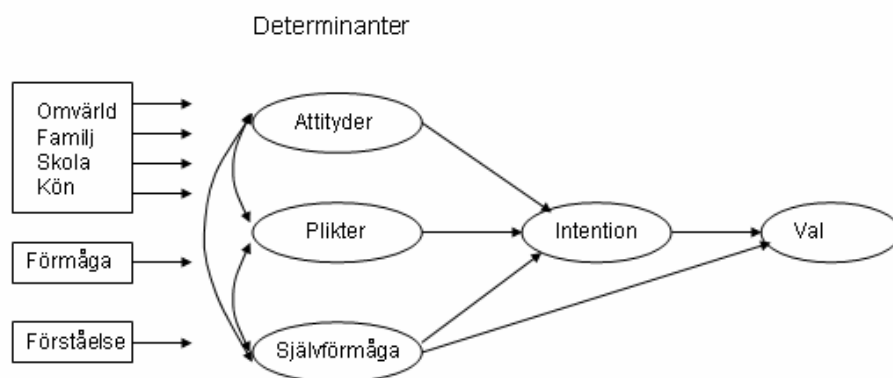 Determinanter
Omvärld
Familj
Skola
Kön
Förmåga
Förståelse
Attityder
Plikter
Självförmåga
Intention
Val